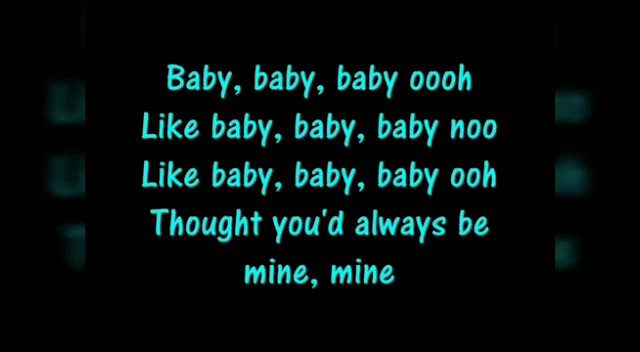 Baby, baby, baby oooh
Like baby, baby, baby noo
Like baby, baby, baby ooh
Thought you'd always be
mine, mine